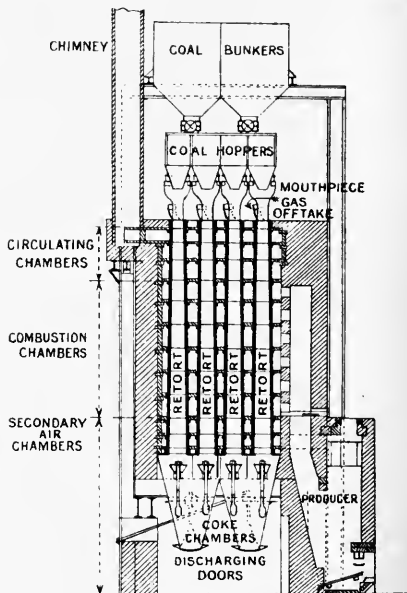 CHIMNEY
COAL BUNKERS
COAL HOPPERS
MOUTHPIECE
GAS
OFFTAKE
CIRCULATING
CHAMBERS
COMBUSTION
CHAMBERS
RETORT
RETORT
RETORT
RETORT
SECONDARY
AIR
CHAMBERS
PRODUCER
COKE
CHAMBERS
DISCHARGING
DOORS